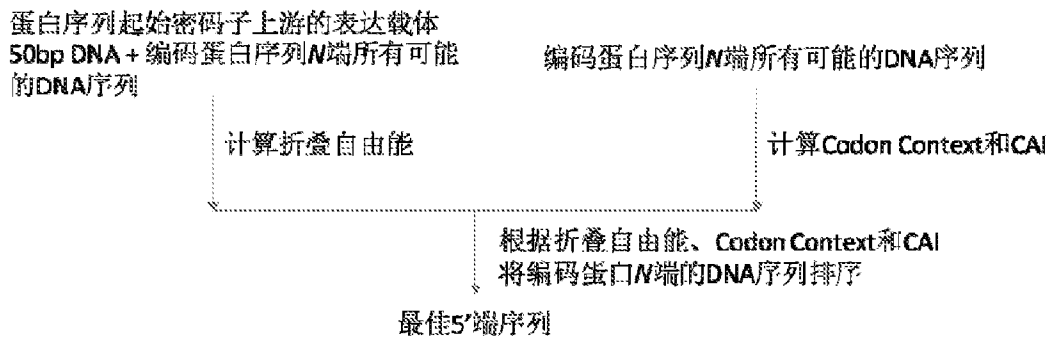 蛋白序列起始密码子上游的表达载体
50bp DNA + 编码蛋白序列N端所有可能
的DNA序列
编码蛋白序列N端所有可能的DNA序列
计算折叠自由能
计算Codon Context和CAI
根据折叠自由能、Codon Context和CAI
将编码蛋白N端的DNA序列排序
最佳5’端序列